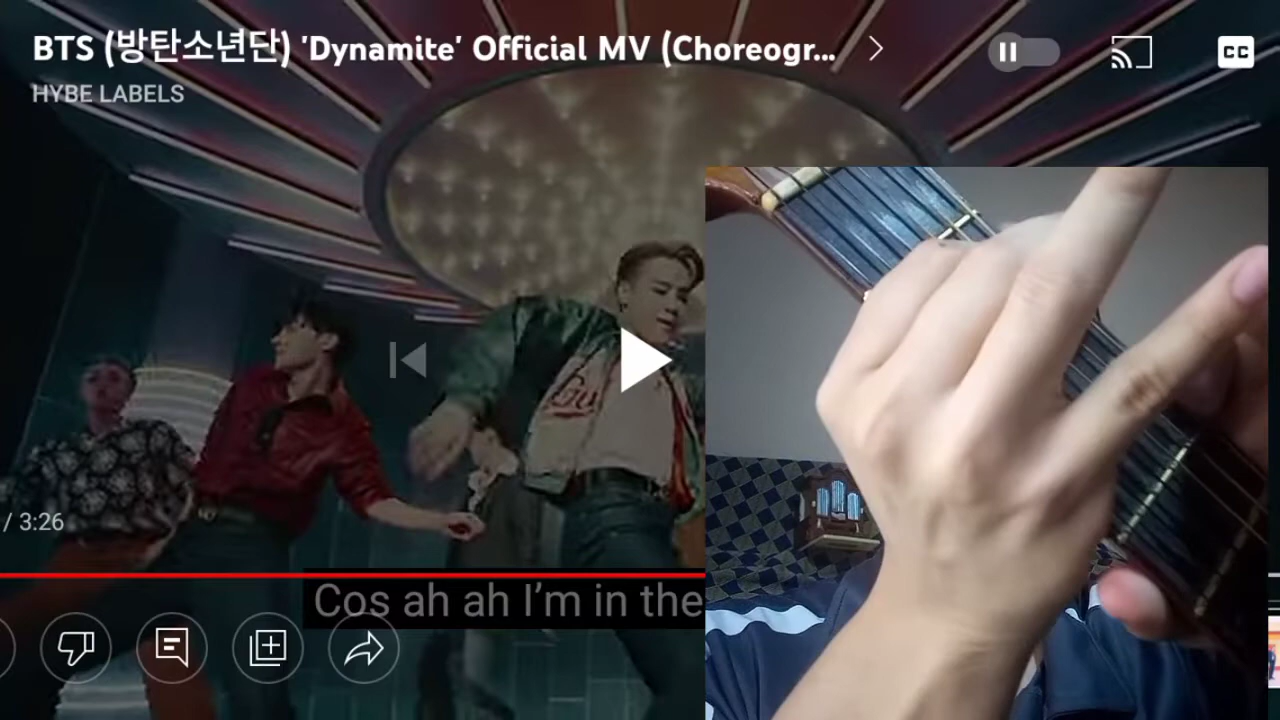 BTS (방탄소년단) 'Dynamite' Official MV (Choreogr...
HYBE LABELS
CC
/ 3:26
Cos ah ah I'm in the